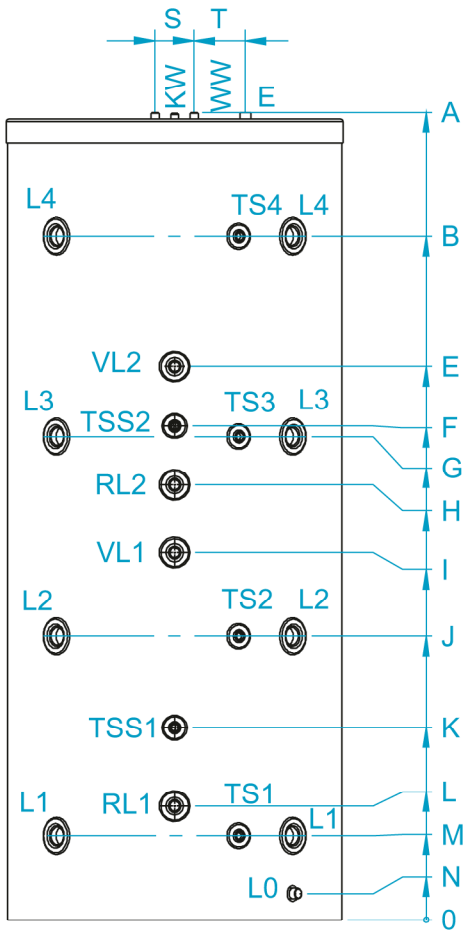 S T
KW WW E
A
L4 TS4 L4
B
VL2 E
L3 TSS2 TS3 L3 F
G
RL2 H
VL1 I
L2 TS2 L2
J
TSS1 K
L1 RL1 TS1 L1 L
M
L0 N
0